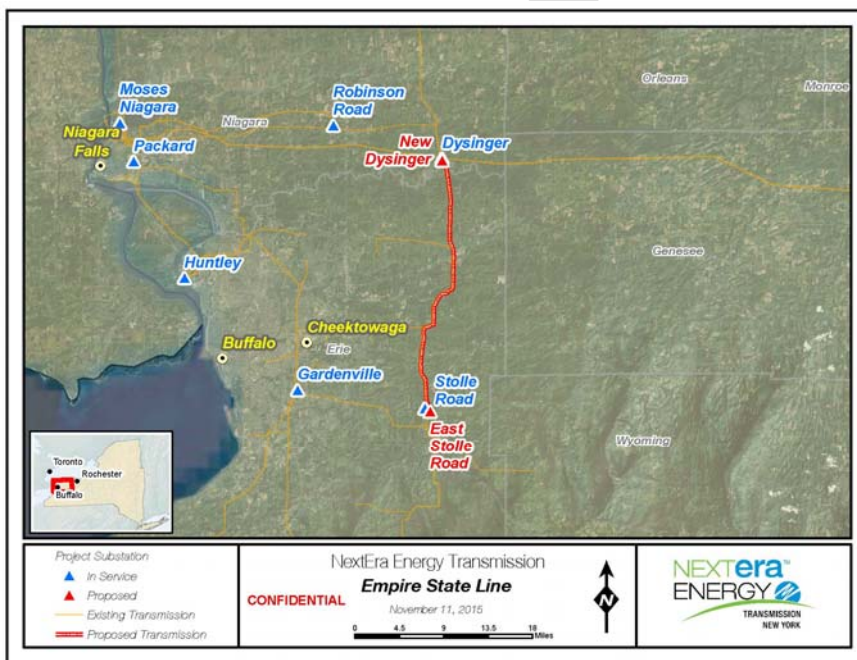 Moses
Niagara
Robinson
Road
Orleans
Monroe
Niagara
Niagara
Falls
Packard
New
Dysinger
Dysinger
Genesee
Huntley
Cheektowaga
Buffalo
Erie
Gardenville
Stolle
Road
East
Stolle
Road
Wyoming
Toronto
Rochester
Buffalo
Project Substation
In Service
Proposed
Existing Transmission
Proposed Transmission
NextEra Energy Transmission
Empire State Line
CONFIDENTIAL
November 11, 2015
0 4.5 9 13.5 18
Miles
N
NEXTera™
ENERGY
TRANSMISSION
NEW YORK